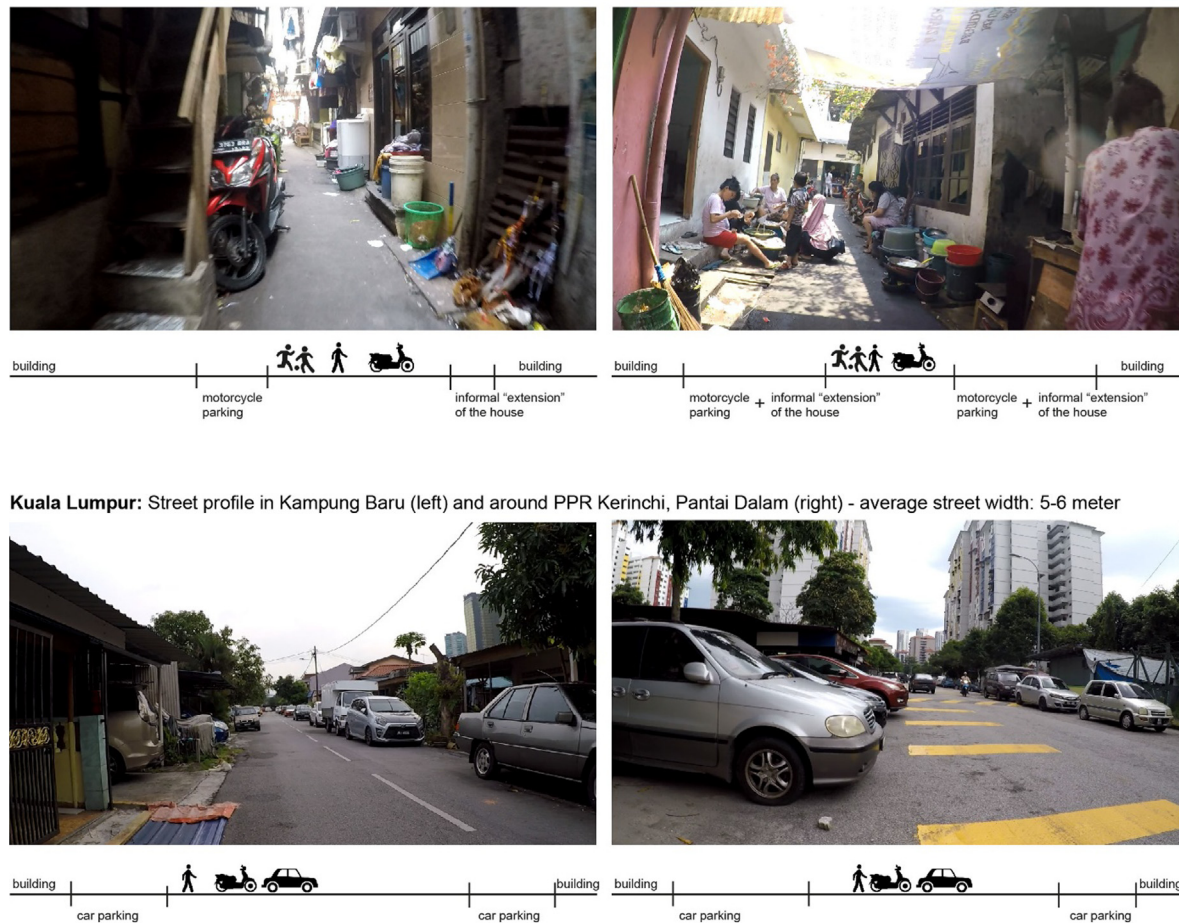 building
building
motorcycle
parking
informal “extension”
of the house
building
building
motorcycle
parking
+
informal “extension”
of the house
motorcycle
parking
+
informal “extension”
of the house
Kuala Lumpur: Street profile in Kampung Baru (left) and around PPR Kerinchi, Pantai Dalam (right) - average street width: 5-6 meter
building
car parking
car parking
building
building
car parking
car parking
building